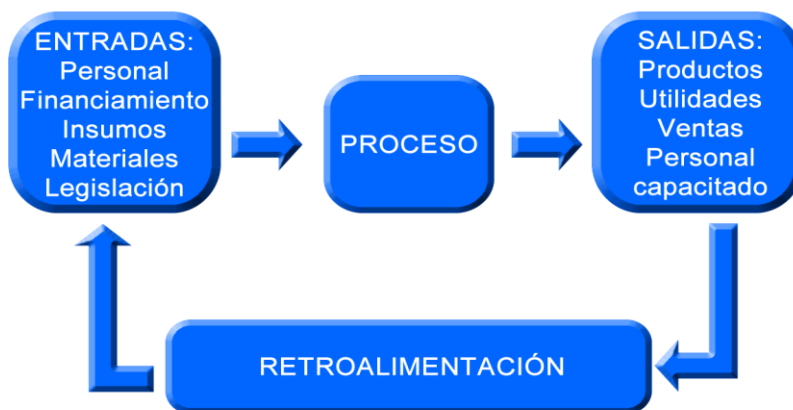 ENTRADAS:
Personal
Financiamiento
Insumos
Materiales
Legislación
PROCESO
SALIDAS:
Productos
Utilidades
Ventas
Personal
capacitado
RETROALIMENTACIÓN